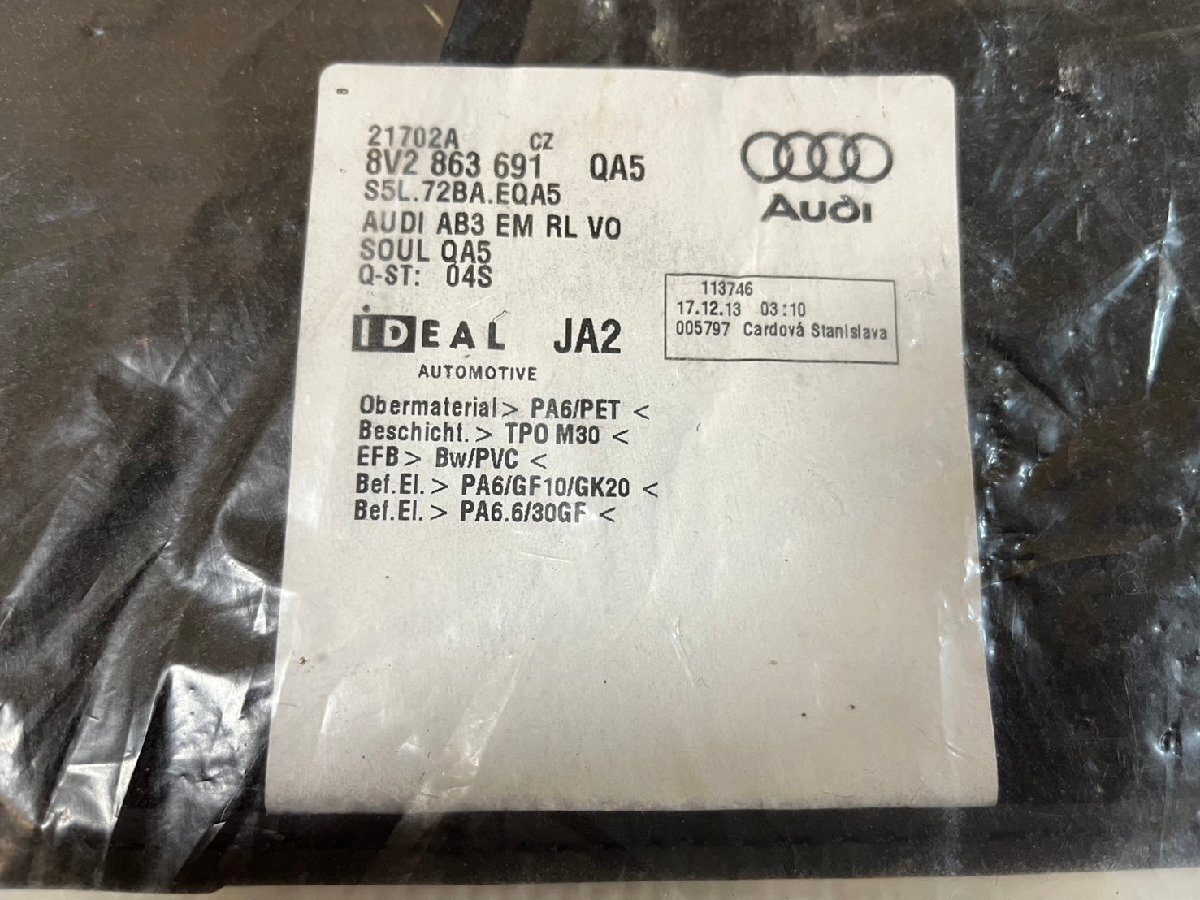 21702A CZ
8V2 863 691 QA5
S5L.72BA.EQA5
AUDI AB3 EM RL VO
SOUL QA5
Q-ST: 04S
Audi
113746
17.12.13 03:10
005797 Cardová Stanislava
iDEAL JA2
AUTOMOTIVE
Obermaterial> PA6/PET <
Beschicht.> TPO M30 <
EFB> Bw/PVC <
Bef.El.> PA6/GF10/GK20 <
Bef.El.> PA6.6/30GF <